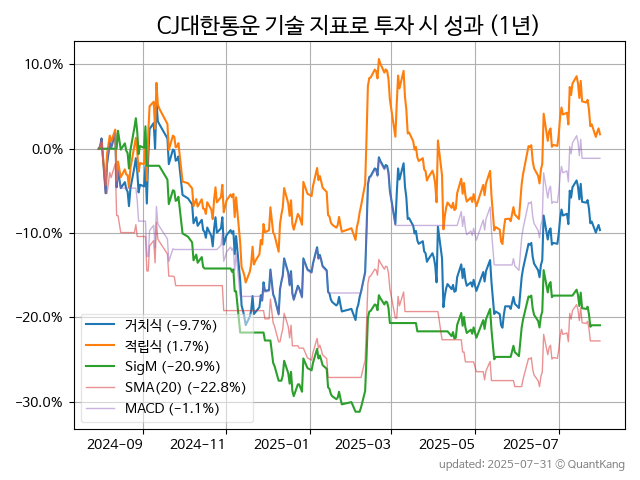 CJ대한통운 기술 지표로 투자 시 성과 (1년)
10.0%
0.0%
−10.0%
−20.0%
−30.0%
거치식 (−9.7%)
적립식 (1.7%)
SigM (−20.9%)
SMA(20) (−22.8%)
MACD (−1.1%)
2024-09 2024-11 2025-01 2025-03 2025-05 2025-07
updated: 2025-07-31 © QuantKang